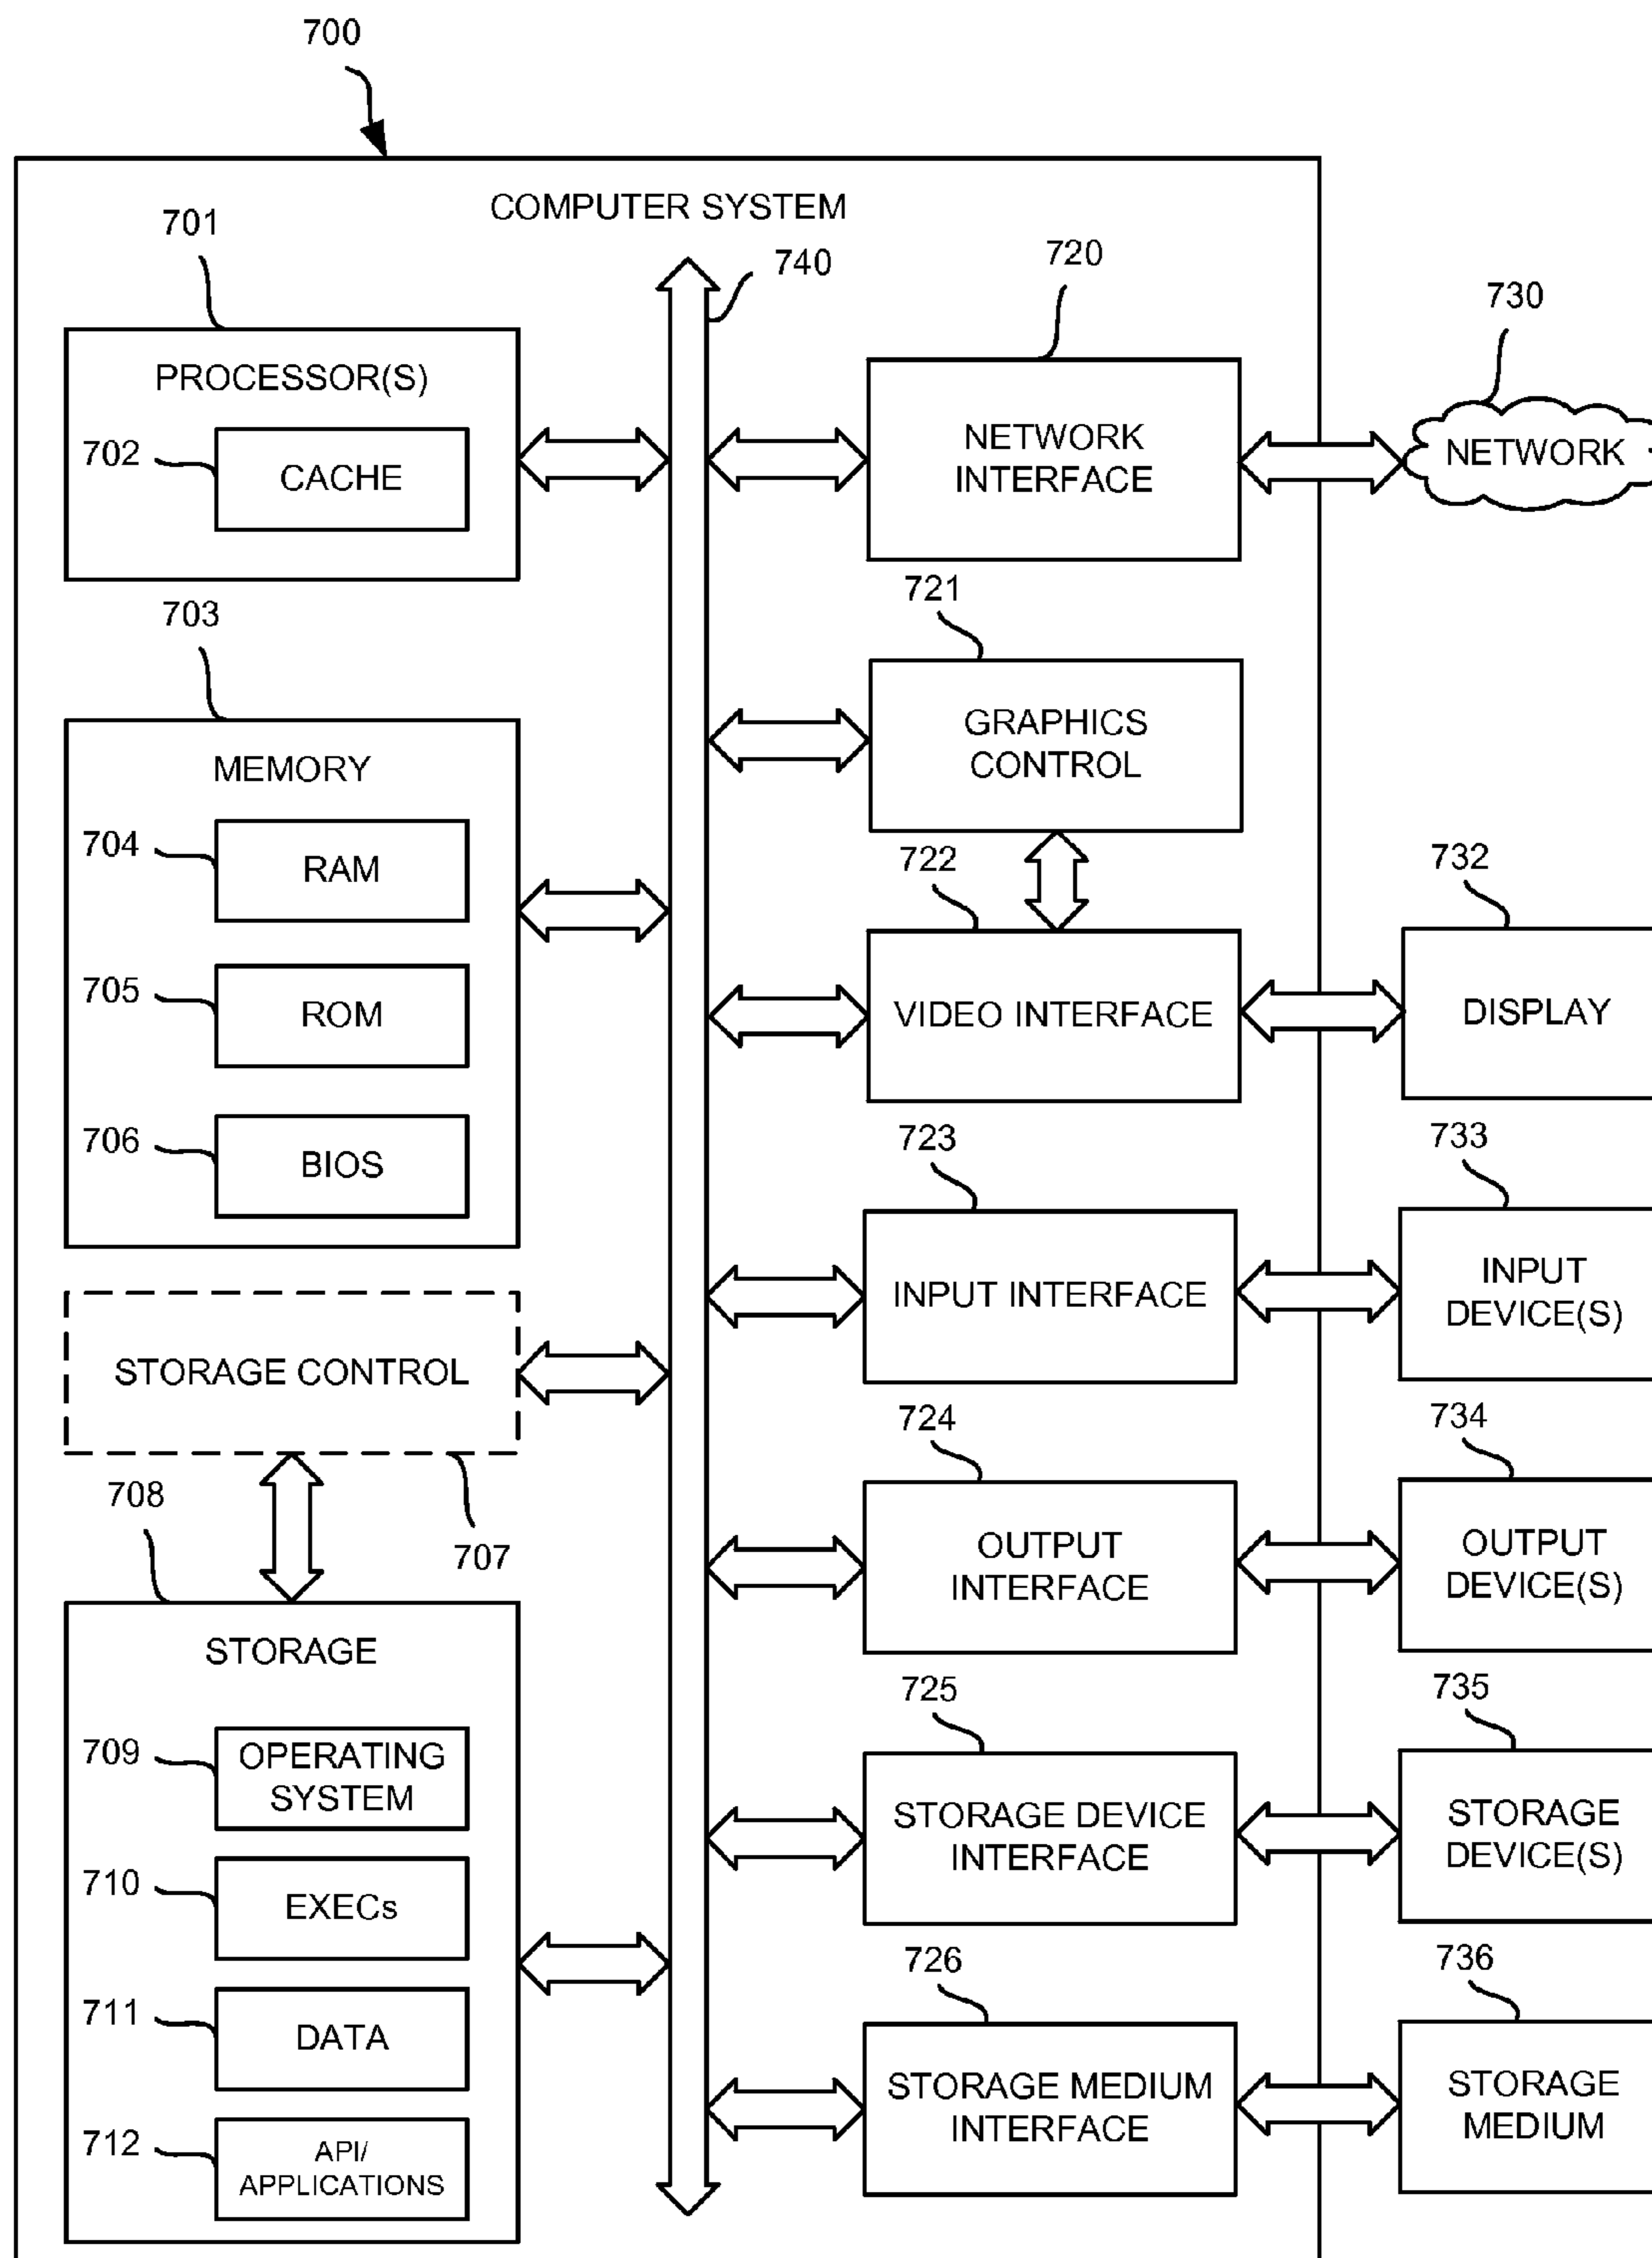 700
COMPUTER SYSTEM
701
740
720
730
PROCESSOR(S)
702
CACHE
NETWORK
INTERFACE
NETWORK
703
721
MEMORY
GRAPHICS
CONTROL
704
RAM
722
732
705
ROM
VIDEO INTERFACE
DISPLAY
706
BIOS
723
733
INPUT INTERFACE
INPUT
DEVICE(S)
STORAGE CONTROL
707
724
734
708
OUTPUT
INTERFACE
OUTPUT
DEVICE(S)
STORAGE
725
735
709
OPERATING
SYSTEM
STORAGE DEVICE
INTERFACE
STORAGE
DEVICE(S)
710
EXECs
726
736
711
DATA
STORAGE MEDIUM
INTERFACE
STORAGE
MEDIUM
712
API/
APPLICATIONS